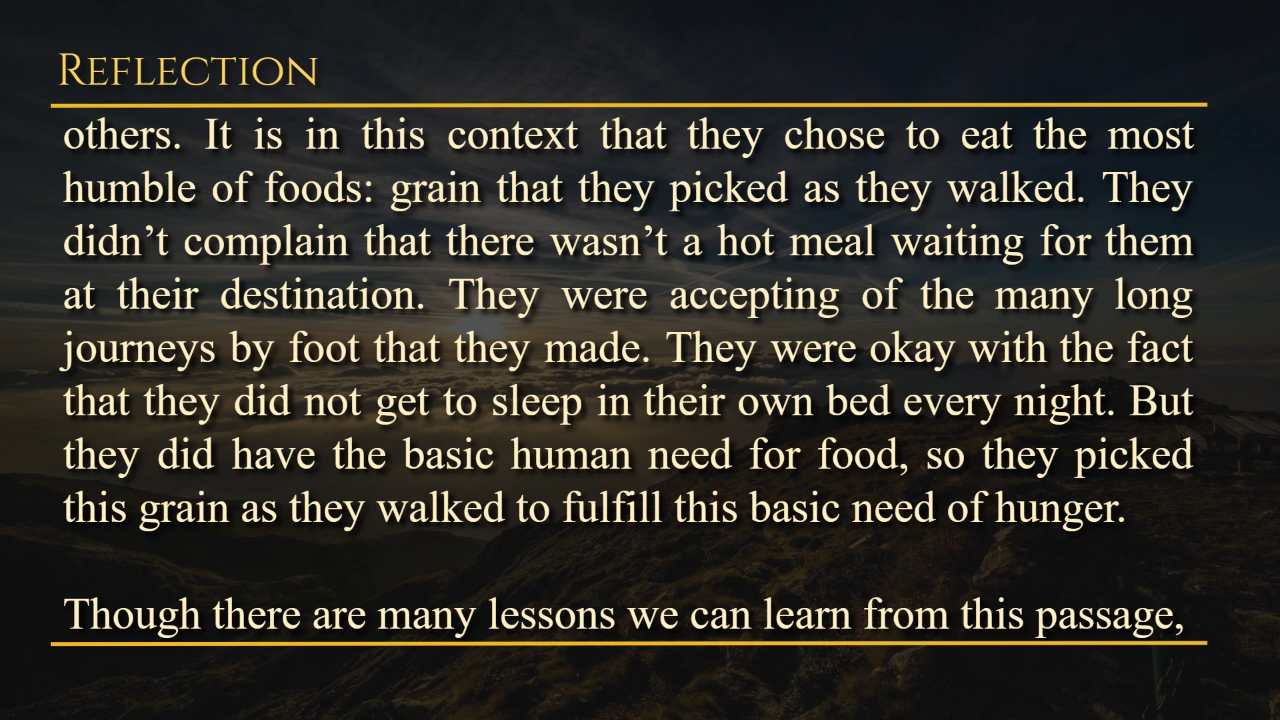 REFLECTION
others. It is in this context that they chose to eat the most
humble of foods: grain that they picked as they walked. They
didn’t complain that there wasn’t a hot meal waiting for them
at their destination. They were accepting of the many long
journeys by foot that they made. They were okay with the fact
that they did not get to sleep in their own bed every night. But
they did have the basic human need for food, so they picked
this grain as they walked to fulfill this basic need of hunger.
Though there are many lessons we can learn from this passage,